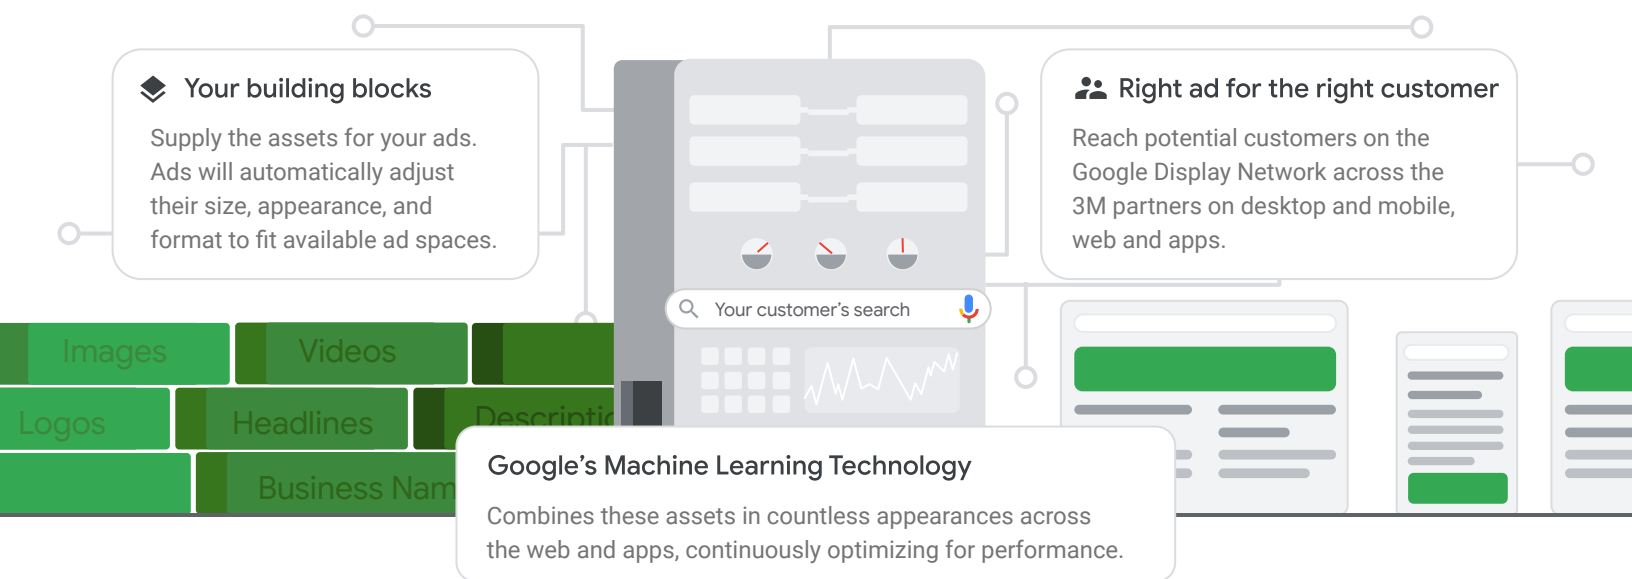 Your building blocks
Supply the assets for your ads.
Ads will automatically adjust
their size, appearance, and
format to fit available ad spaces.
Right ad for the right customer
Reach potential customers on the
Google Display Network across the
3M partners on desktop and mobile,
web and apps.
Your customer’s search
Images
Videos
Logos
Headlines
Descriptio
Business Nam
Google’s Machine Learning Technology
Combines these assets in countless appearances across
the web and apps, continuously optimizing for performance.